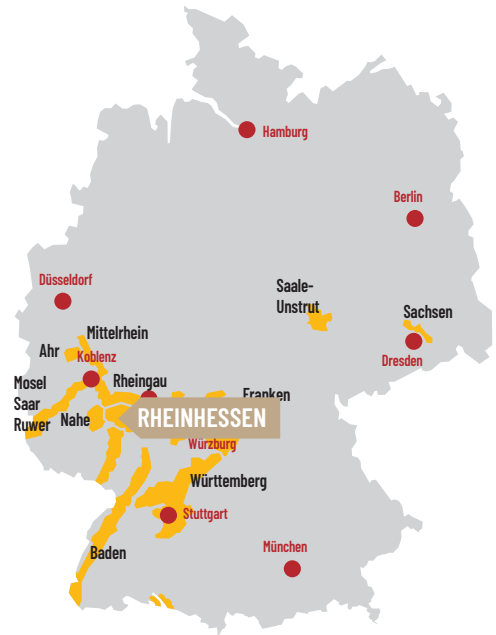 Hamburg
Berlin
Düsseldorf
Saale-
Unstrut
Sachsen
Mittelrhein
Ahr
Koblenz
Dresden
Mosel
Saar
Ruwer
Rheingau
Nahe
Franken
RHEINHESSEN
Würzburg
Württemberg
Stuttgart
Baden
München